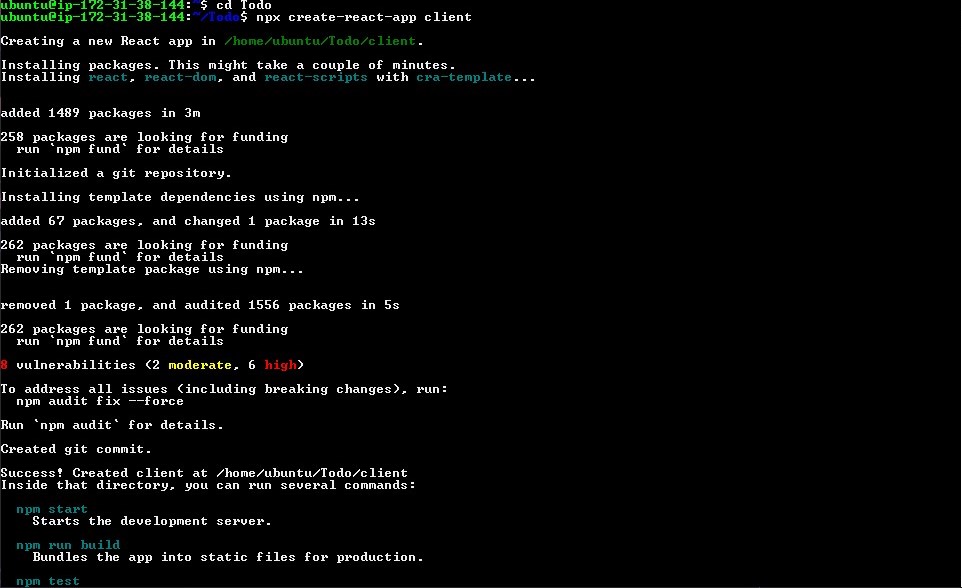 ubuntu@ip-172-31-38-144:~$ cd Todo
ubuntu@ip-172-31-38-144:~/Todo$ npx create-react-app client
Creating a new React app in /home/ubuntu/Todo/client.
Installing packages. This might take a couple of minutes.
Installing react, react-dom, and react-scripts with cra-template...
added 1489 packages in 3m
258 packages are looking for funding
run `npm fund` for details
Initialized a git repository.
Installing template dependencies using npm...
added 67 packages, and changed 1 package in 13s
262 packages are looking for funding
run `npm fund` for details
Removing template package using npm...
removed 1 package, and audited 1556 packages in 5s
262 packages are looking for funding
run `npm fund` for details
8 vulnerabilities (2 moderate, 6 high)
To address all issues (including breaking changes), run:
npm audit fix --force
Run `npm audit` for details.
Created git commit.
Success! Created client at /home/ubuntu/Todo/client
Inside that directory, you can run several commands:
npm start
Starts the development server.
npm run build
Bundles the app into static files for production.
npm test